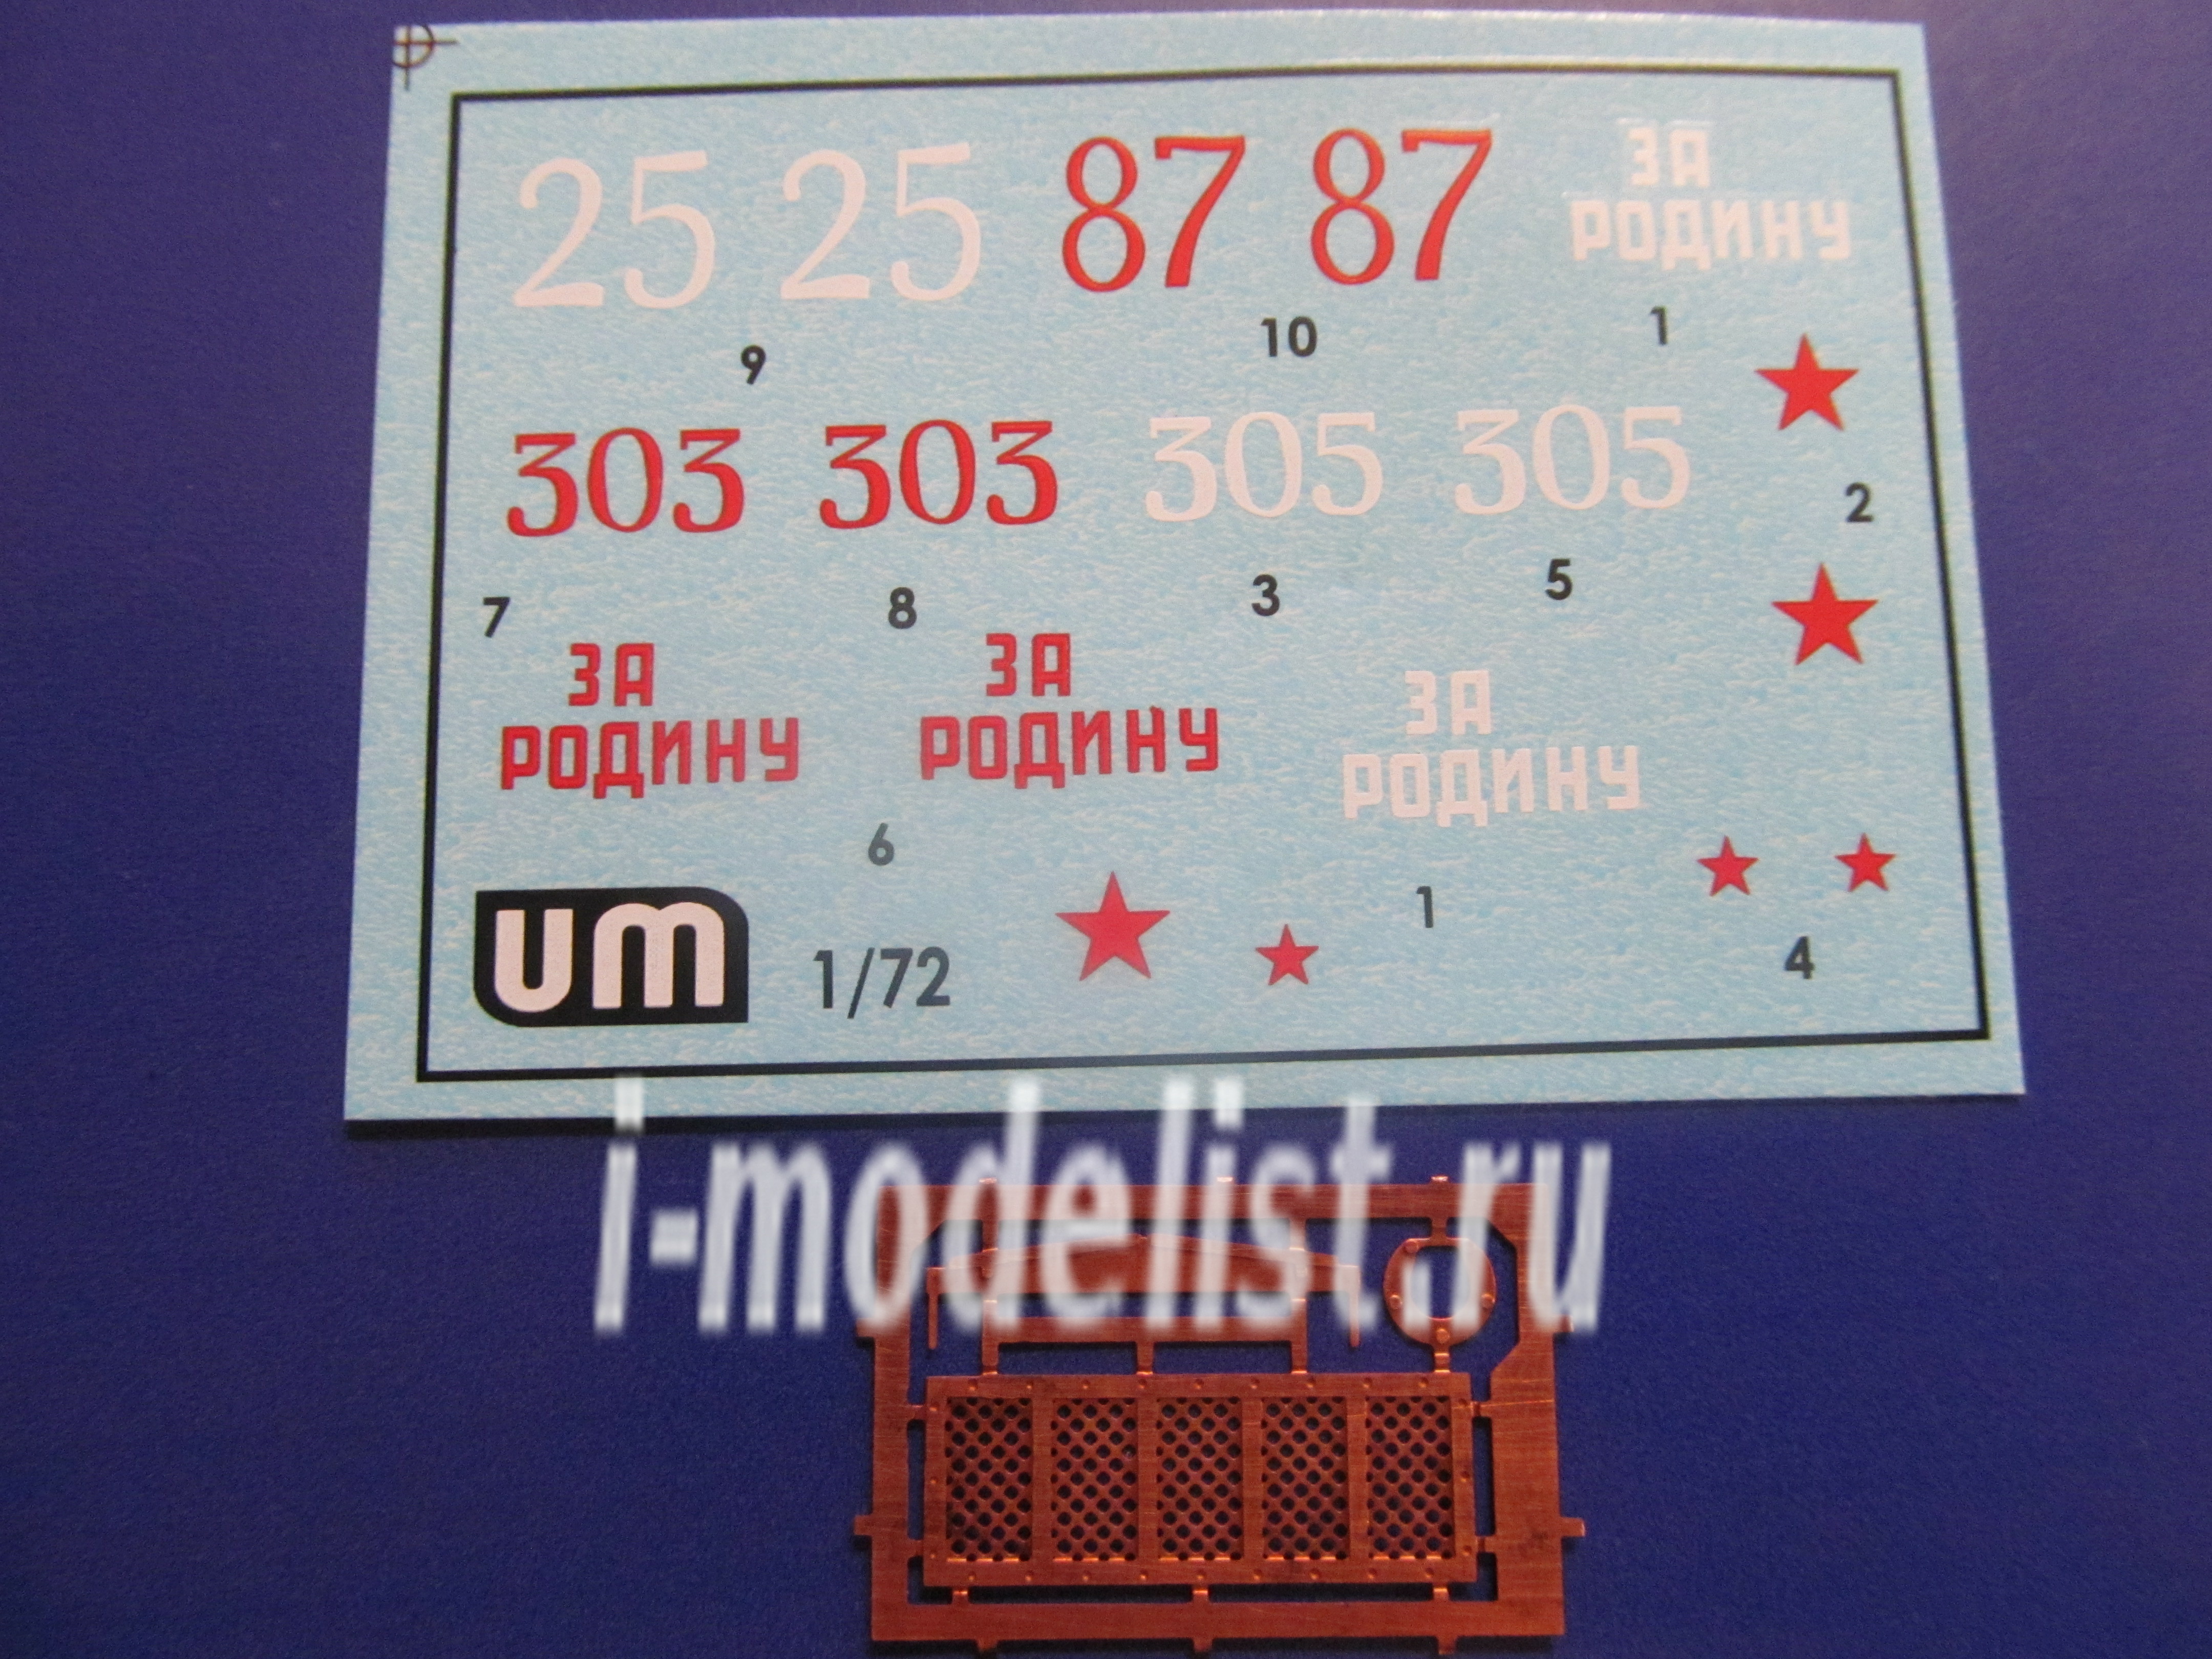 25 25 87 87
ЗА
РОДИНУ
9
10
1
303 303 305 305
2
7
8
3
5
ЗА
РОДИНУ
ЗА
РОДИНУ
ЗА
РОДИНУ
6
1
4
um
1/72
i-modelist.ru